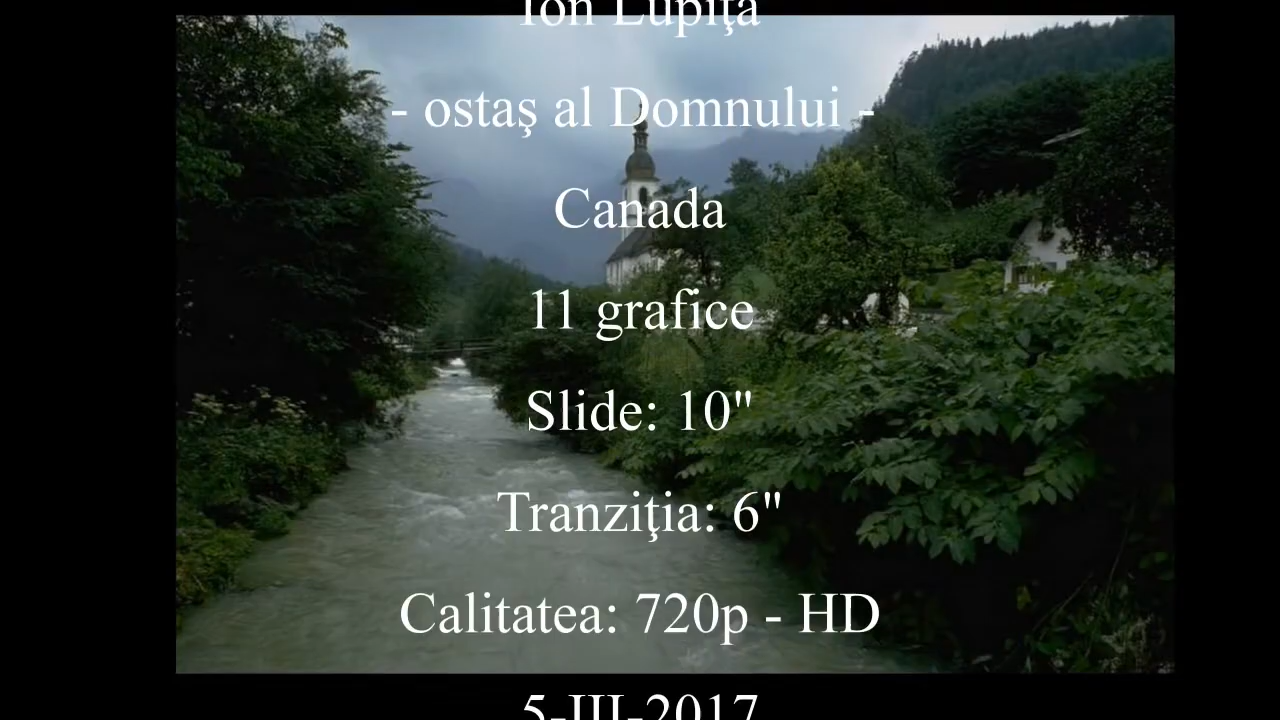 Ion Lupiţa
- ostaş al Domnului -
Canada
11 grafice
Slide: 10"
Tranziţia: 6"
Calitatea: 720p - HD
5-III-2017